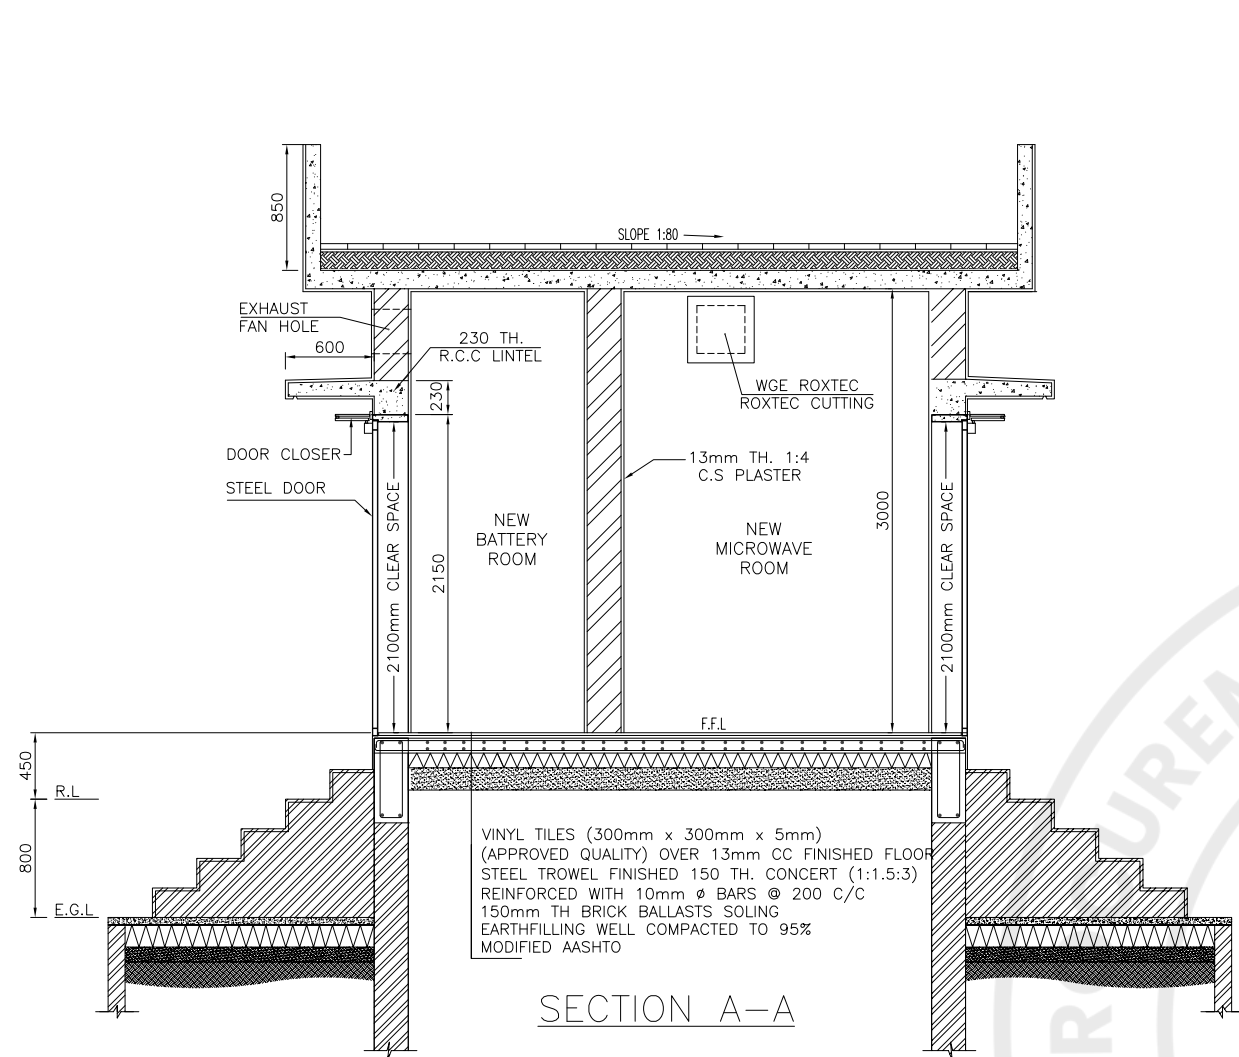 850
SLOPE 1:80
EXHAUST
FAN HOLE
600
230 TH.
R.C.C LINTEL
230
WGE ROXTEC
ROXTEC CUTTING
DOOR CLOSER
STEEL DOOR
13mm TH. 1:4
C.S PLASTER
2100mm CLEAR SPACE
2150
NEW
BATTERY
ROOM
NEW
MICROWAVE
ROOM
3000
2100mm CLEAR SPACE
F.F.L
450
R.L
800
E.G.L
VINYL TILES (300mm x 300mm x 5mm)
(APPROVED QUALITY) OVER 13mm CC FINISHED FLOOR
STEEL TROWEL FINISHED 150 TH. CONCERT (1:1.5:3)
REINFORCED WITH 10mm ø BARS @ 200 C/C
150mm TH BRICK BALLASTS SOLING
EARTHFILLING WELL COMPACTED TO 95%
MODIFIED AASHTO
SECTION A-A